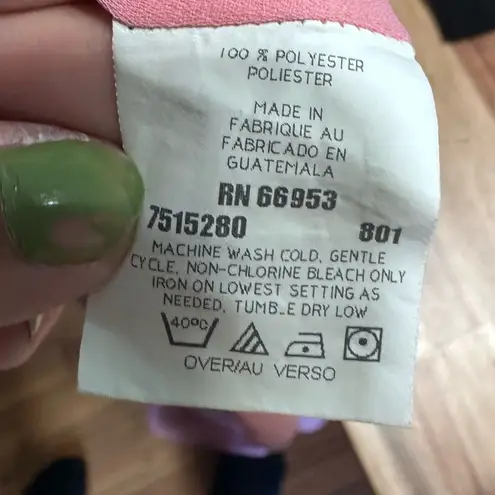 100 % POLYESTER
POLIESTER
MADE IN
FABRIQUE AU
FABRICADO EN
GUATEMALA
RN 66953
7515280 801
MACHINE WASH COLD, GENTLE
CYCLE, NON-CHLORINE BLEACH ONLY
IRON ON LOWEST SETTING AS
NEEDED, TUMBLE DRY LOW
40ºC
OVER/AU VERSO